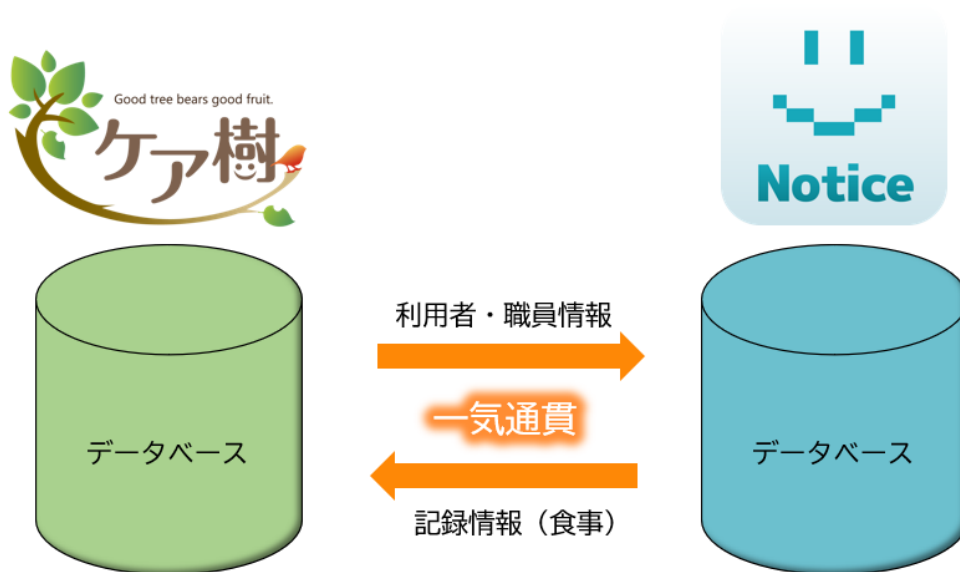 Good tree bears good fruit.
ケア樹
Notice
利用者・職員情報
一気通貫
データベース
データベース
記録情報（食事）